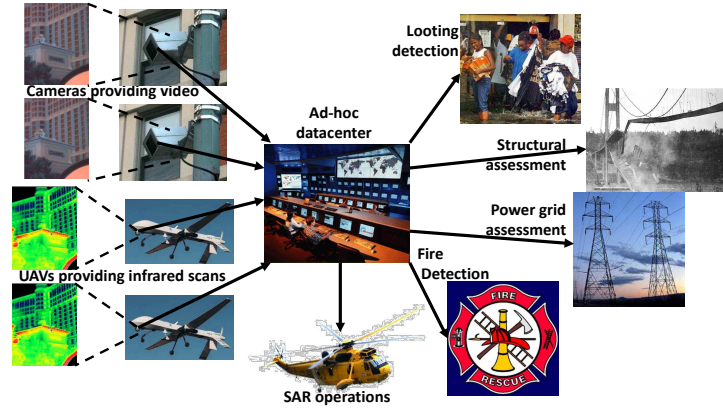 Looting
detection
Cameras providing video
Ad-hoc
datacenter
Structural
assessment
Power grid
assessment
UAVs providing infrared scans
Fire
Detection
FIRE
RESCUE
SAR operations